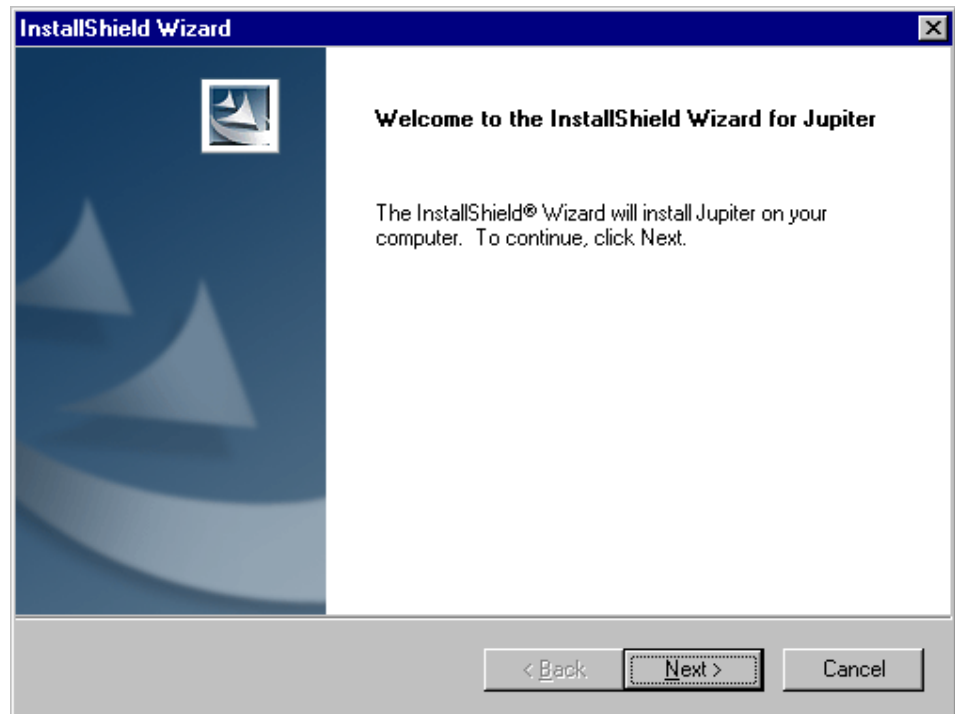 InstallShield Wizard
Welcome to the InstallShield Wizard for Jupiter
The InstallShield® Wizard will install Jupiter on your
computer.  To continue, click Next.
< Back
Next >
Cancel